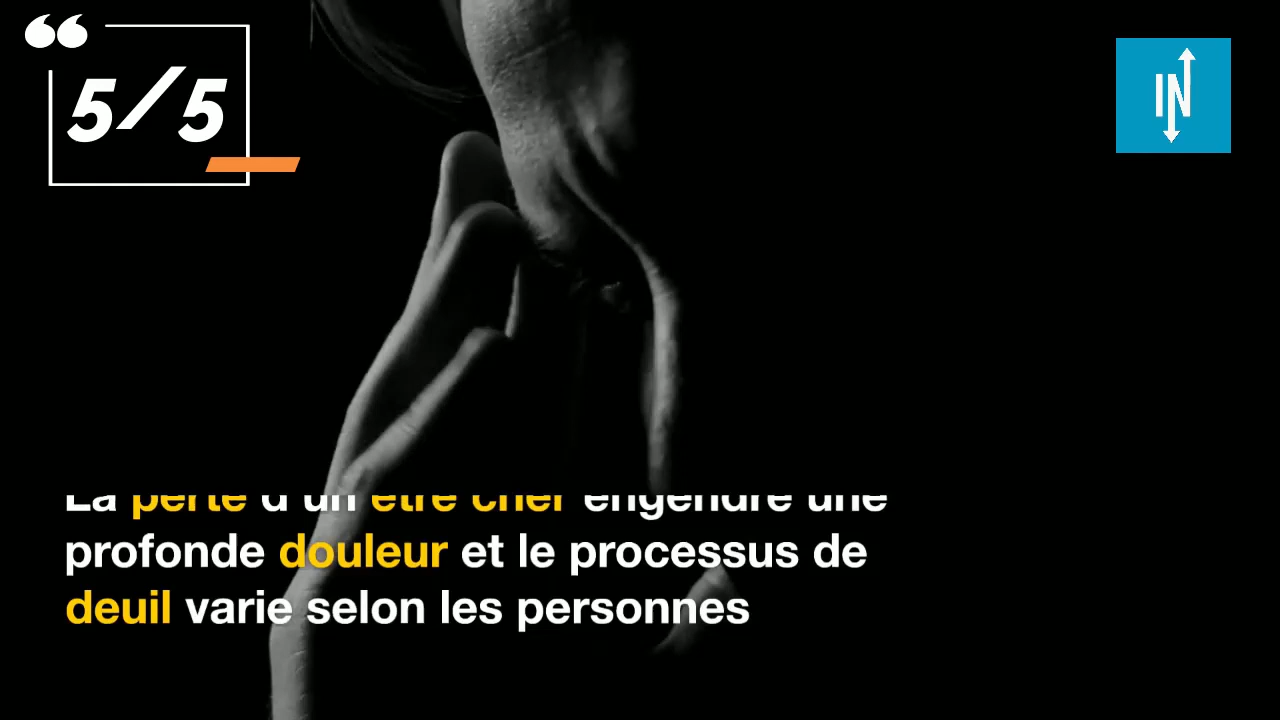 “
5/5
IN
La perte d'un être cher engendre une
profonde douleur et le processus de
deuil varie selon les personnes